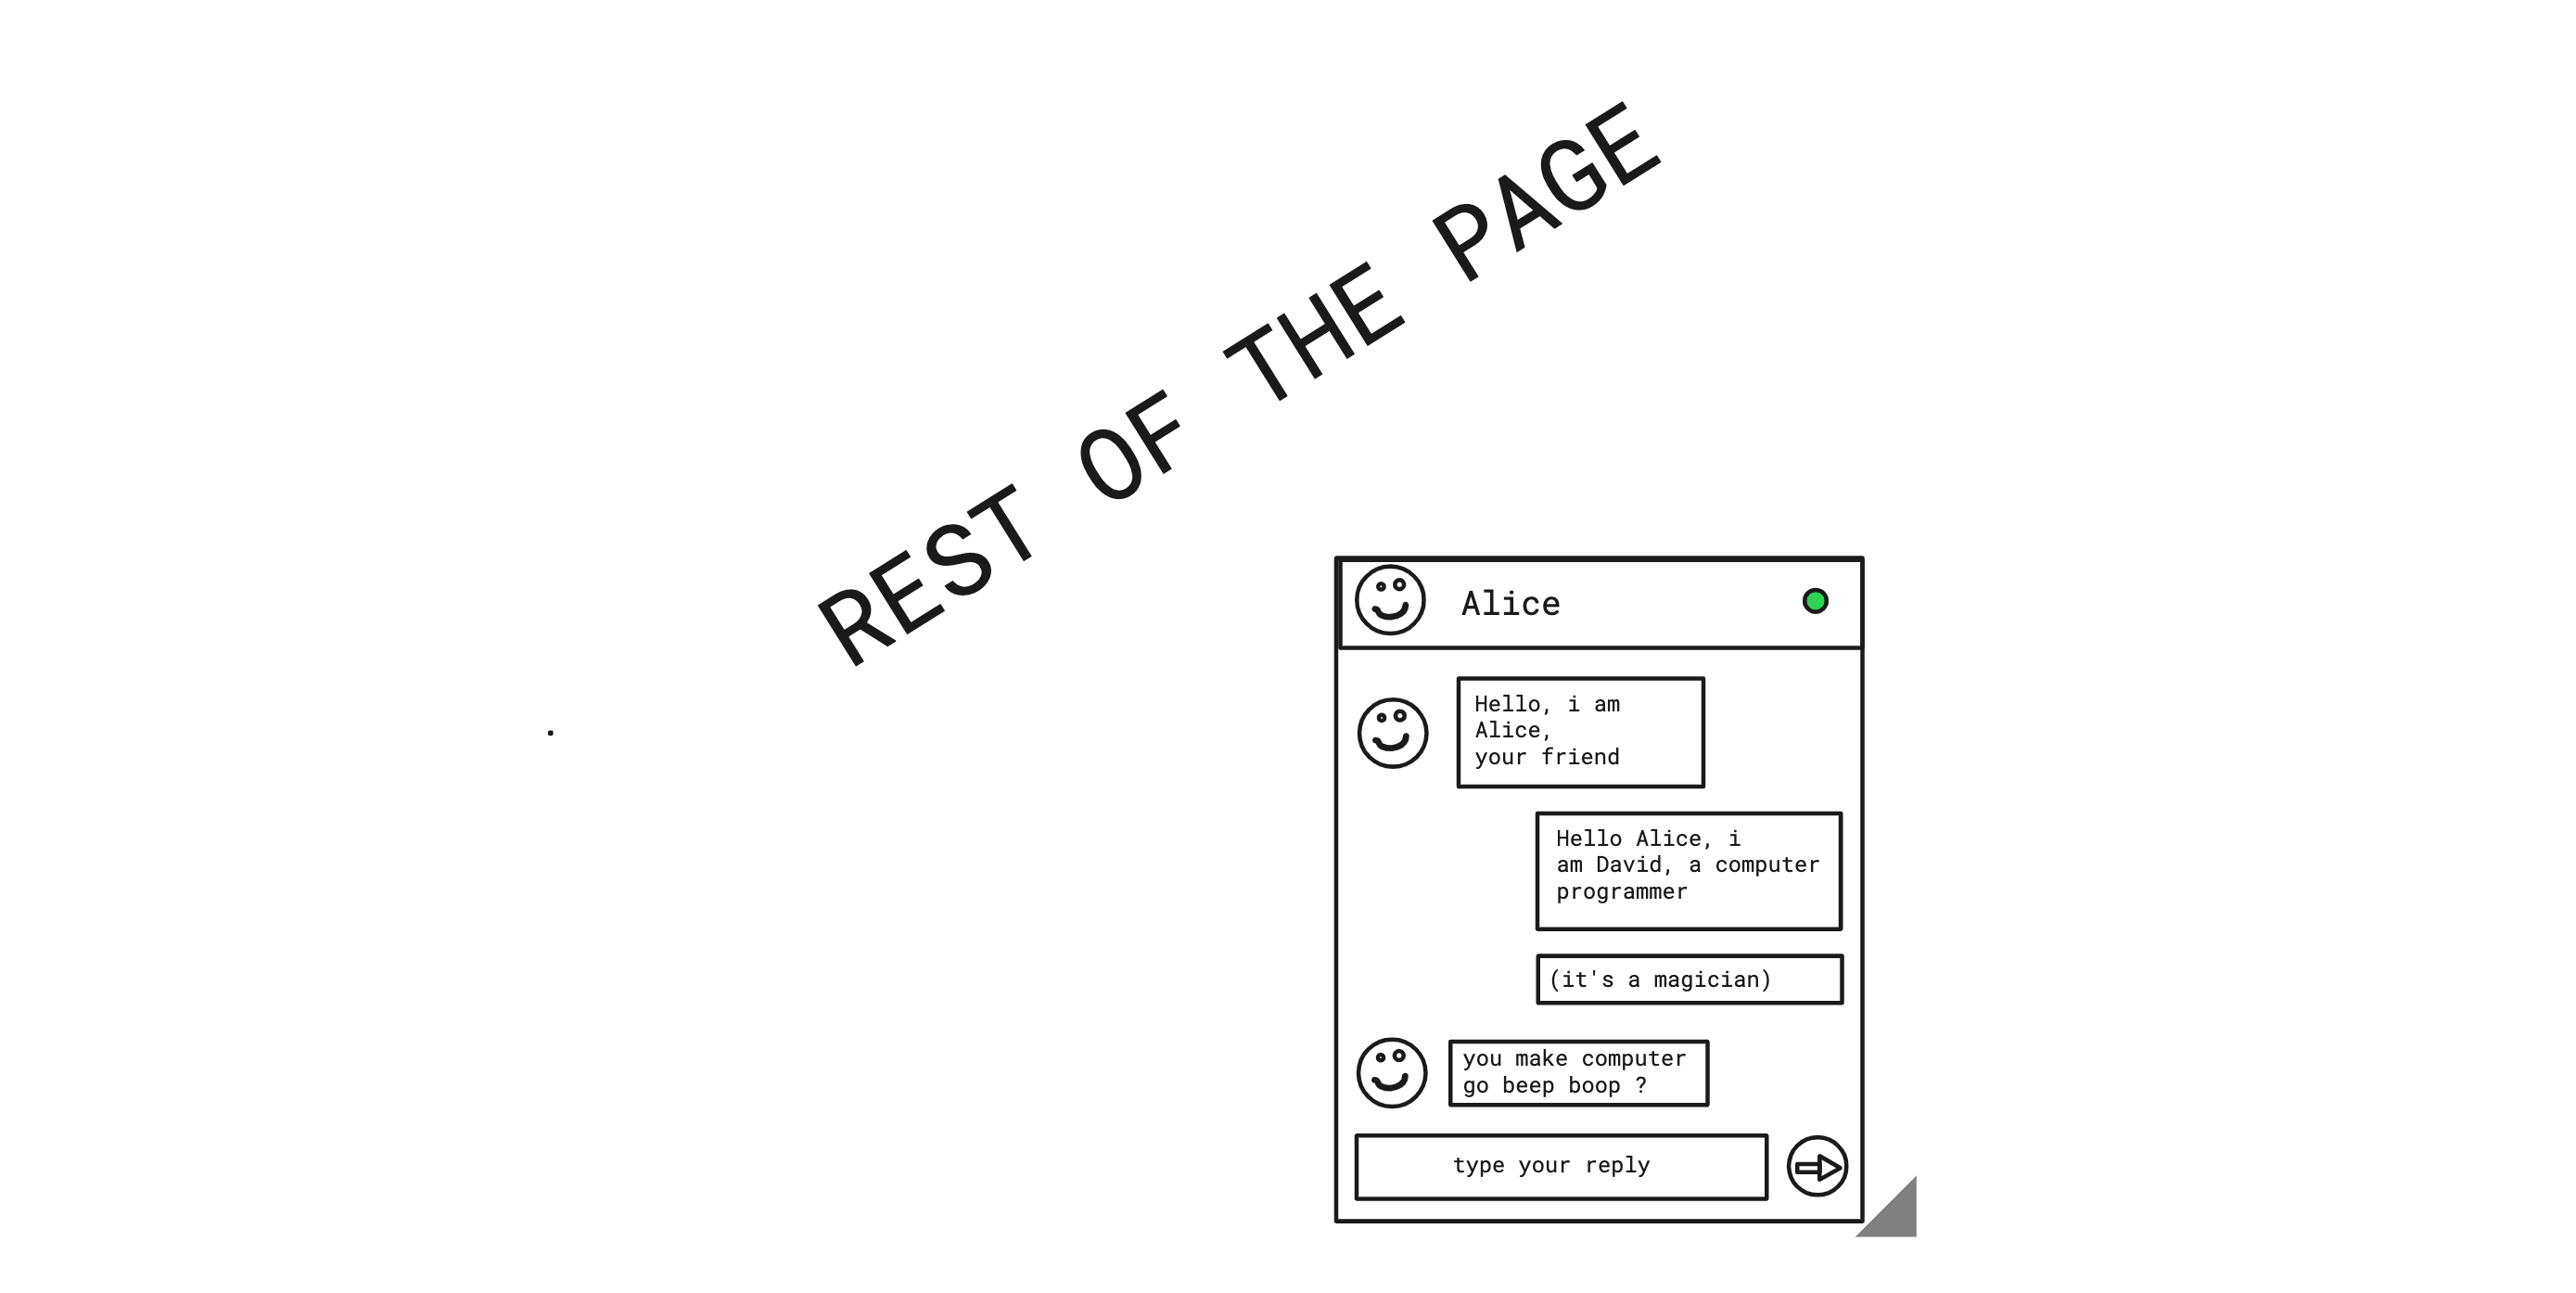 REST OF THE PAGE
Alice
Hello, i am
Alice,
your friend
Hello Alice, i
am David, a computer
programmer
(it's a magician)
you make computer
go beep boop ?
type your reply